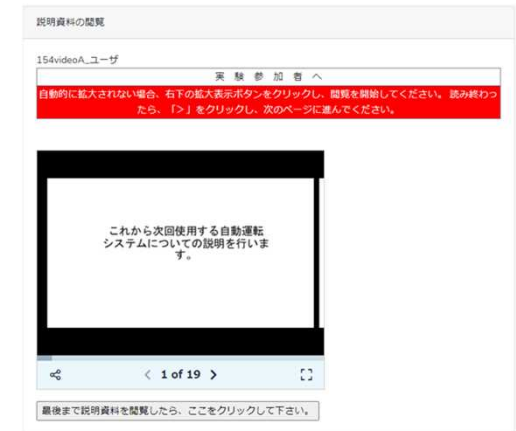 説明資料の閲覧
154videoA_ユーザ
実 験 参 加 者 へ
自動的に拡大されない場合、右下の拡大表示ボタンをクリックし、閲覧を開始してください。 読み終わっ
たら、「>」をクリックし、次のページに進んでください。
これから次回使用する自動運転
システムについての説明を行いま
す。
< 1 of 19 >
最後まで説明資料を閲覧したら、ここをクリックして下さい。